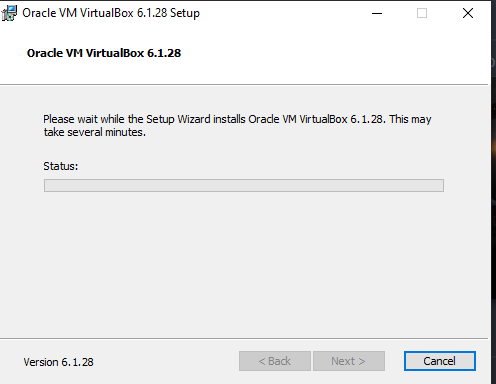 Oracle VM VirtualBox 6.1.28 Setup
Oracle VM VirtualBox 6.1.28
Please wait while the Setup Wizard installs Oracle VM VirtualBox 6.1.28. This may
take several minutes.
Status:
Version 6.1.28
< Back
Next >
Cancel